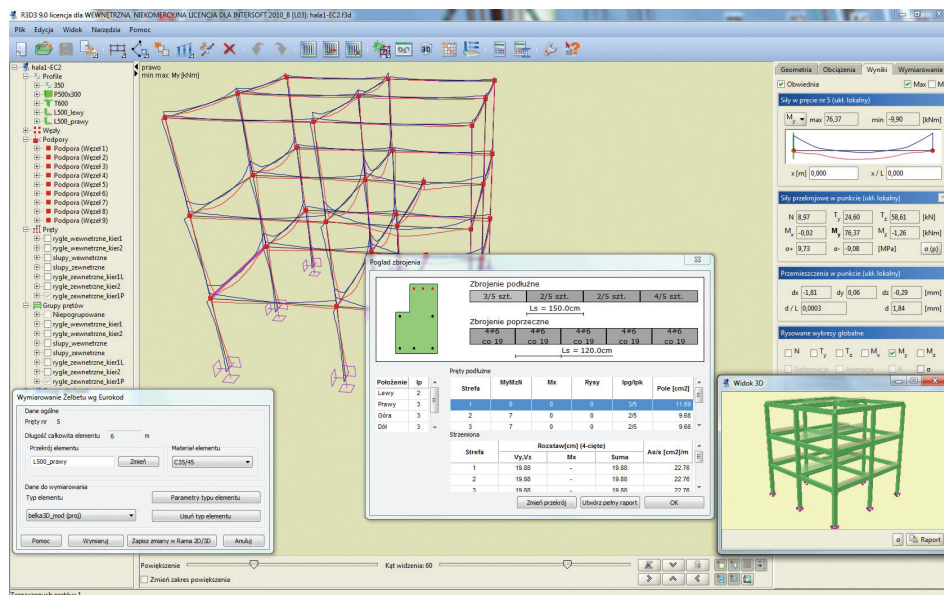 R3D3 9.0 licencja dla WEWNĘTRZNA, NIEKOMERCYJNA LICENCJA DLA INTERSOFT 2010_B [L03]: hala1-EC2.f3d
Plik Edycja Widok Narzędzia Pomoc
hala1-EC2
Profile
350
P500x300
T600
L500_lewy
L500_prawy
Węzły
Podpory
Podpora (Węzeł 1)
Podpora (Węzeł 2)
Podpora (Węzeł 3)
Podpora (Węzeł 4)
Podpora (Węzeł 5)
Podpora (Węzeł 6)
Podpora (Węzeł 7)
Podpora (Węzeł 8)
Podpora (Węzeł 9)
Pręty
rygle_wewnetrzne_kier1
rygle_wewnetrzne_kier2
slupy_wewnetrzne
slupy_zewnetrzne
rygle_zewnetrzne_kier1L
rygle_zewnetrzne_kier2
rygle_zewnetrzne_kier1P
Grupy prętów
Niepogrupowane
rygle_wewnetrzne_kier1
rygle_wewnetrzne_kier2
slupy_wewnetrzne
slupy_zewnetrzne
rygle_zewnetrzne_kier1L
rygle_zewnetrzne_kier2
rygle_zewnetrzne_kier1P
prawo
min max: My [kNm]
Geometria Obciążenia Wyniki Wymiarowanie
Obwiednia Max M
Siły w pręcie nr 5 (ukł. lokalny)
My max 76,37 min -9,90 [kNm]
x [m] 0,000 x / L 0,000
Siły przekrojowe w punkcie (ukł. lokalny)
N 8,97 Ty 24,60 Tz 58,61 [kN]
Mx -0,02 My 76,37 Mz -1,26 [kNm]
σ+ 9,73 σ- -9,08 [MPa] σ (p)
Przemieszczenia w punkcie (ukł. lokalny)
dx -1,81 dy 0,06 dz -0,29 [mm]
d / L 0,0003 d 1,84 [mm]
Rysowane wykresy globalne
N Ty Tz Mx My Mz
Deformacja Animacja σ
Widok 3D
σ Raport
Pogląd zbrojenia
Zbrojenie podłużne
3/5 szt. 2/5 szt. 2/5 szt. 4/5 szt.
Ls = 150.0cm
Zbrojenie poprzeczne
4#6 4#6 4#6 4#6 4#6
co 19 co 19 co 19 co 19 co 19
Ls = 120.0cm
Położenie lp
Lewy 2
Prawy 3
Góra 3
Dół 3
Pręty podłużne
Strefa MyMzN Mx Rysy lpg/lpk Pole [cm2]
1 8 0 0 3/5 11.69
2 7 0 0 2/5 9.68
3 7 0 0 2/5 9.68
Strzemiona
Strefa Rozstaw[cm] (4-cięte) As/s [cm2]/m
Vy,Vz Mx Suma
1 19.88 - 19.88 22.76
2 19.88 - 19.88 22.76
3 19.88 - 19.88 22.76
Zmień przekrój Utwórz pełny raport OK
Wymiarowanie Żelbetu wg Eurokod
Dane ogólne
Pręty nr 5
Długość całkowita elementu 6 m
Przekrój elementu Materiał elementu
L500_prawy Zmień C35/45
Dane do wymiarowania
Typ elementu Parametry typu elementu
belka3D_mod (proj) Usuń typ elementu
Pomoc Wymiaruj Zapisz zmiany w Rama 2D/3D Anuluj
Powiększenie Kąt widzenia: 60
Zmień zakres powiększenia